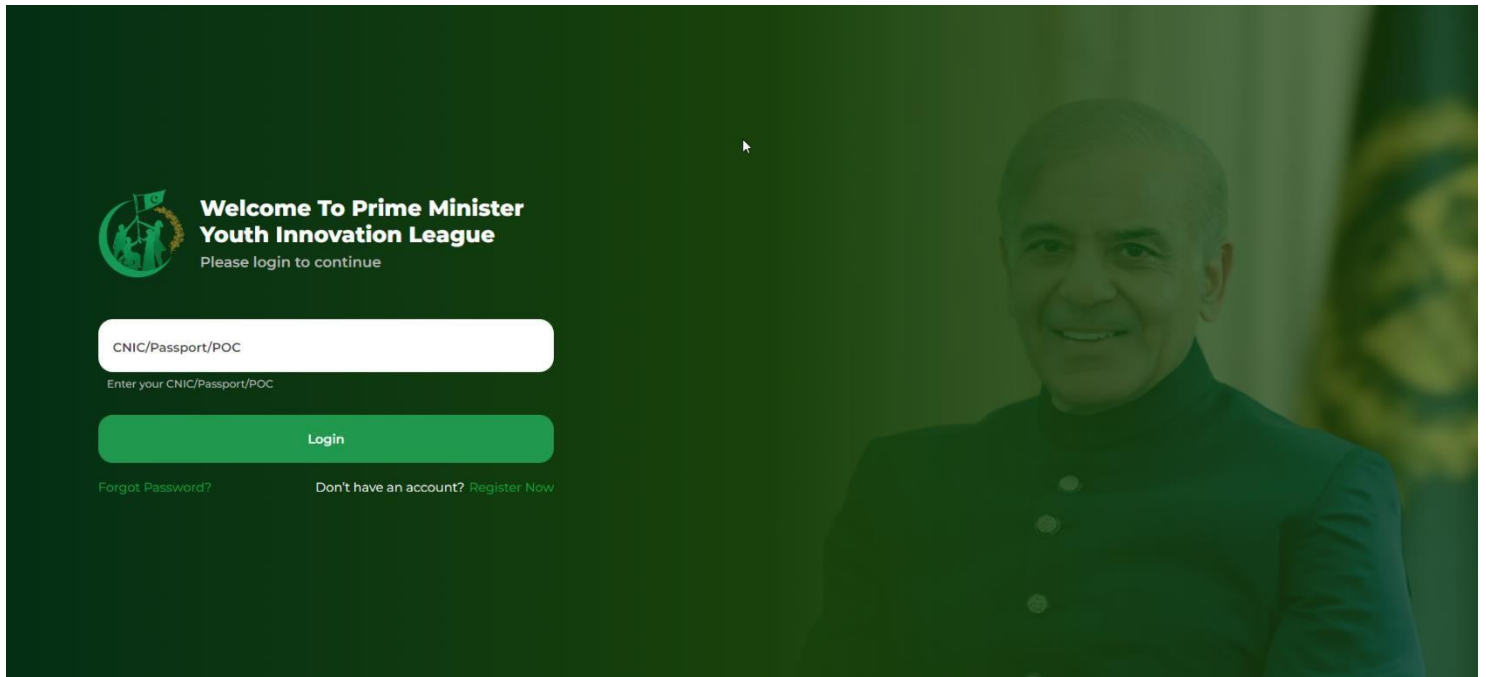 Welcome To Prime Minister
Youth Innovation League
Please login to continue
CNIC/Passport/POC
Enter your CNIC/Passport/POC
Login
Forgot Password?
Don't have an account? Register Now